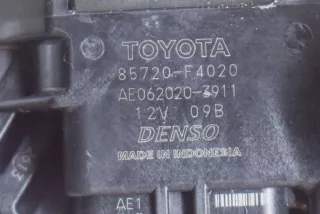 TOYOTA
85720-F4020
AE062020-3911
12V 09B
DENSO
MADE IN INDONESIA
AE1